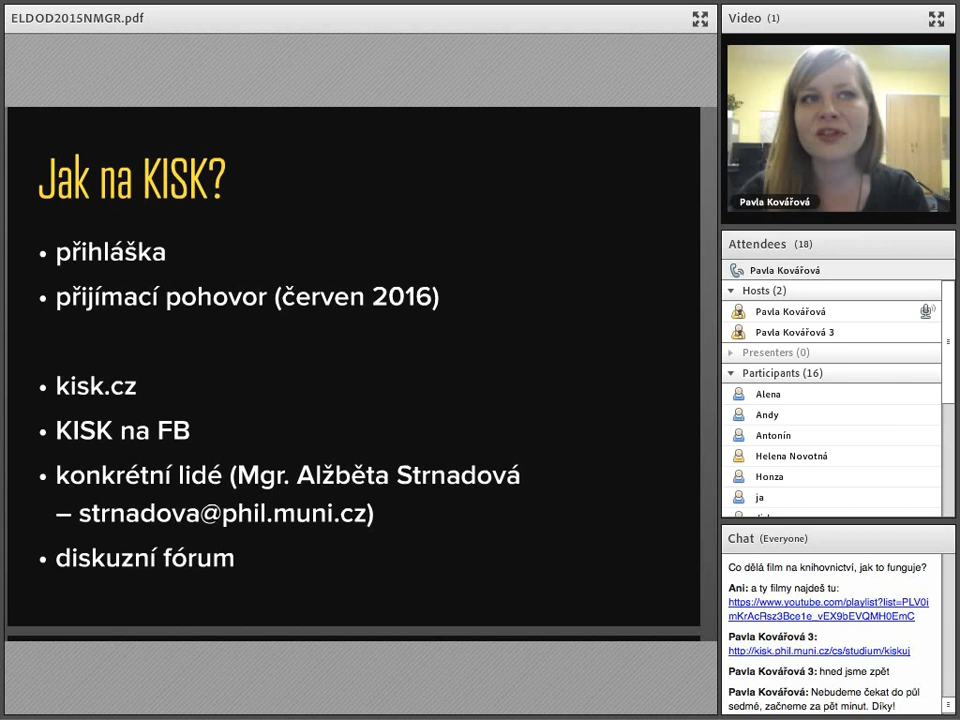 ELDOD2015NMGR.pdf
Jak na KISK?
• přihláška
• přijímací pohovor (červen 2016)
• kisk.cz
• KISK na FB
• konkrétní lidé (Mgr. Alžběta Strnadová
– strnadova@phil.muni.cz)
• diskuzní fórum
Video (1)
Pavla Kovářová
Attendees (18)
Pavla Kovářová
Hosts (2)
Pavla Kovářová
Pavla Kovářová 3
Presenters (0)
Participants (16)
Alena
Andy
Antonín
Helena Novotná
Honza
ja
Chat (Everyone)
Co dělá film na knihovnictví, jak to funguje?
Ani: a ty filmy najdeš tu:
https://www.youtube.com/playlist?list=PLV0i
mKrAcRsz3Bce1e_vEX9bEVQMH0EmC
Pavla Kovářová 3:
http://kisk.phil.muni.cz/cs/studium/kiskuj
Pavla Kovářová 3: hned jsme zpět
Pavla Kovářová: Nebudeme čekat do půl
sedmé, začneme za pět minut. Díky!